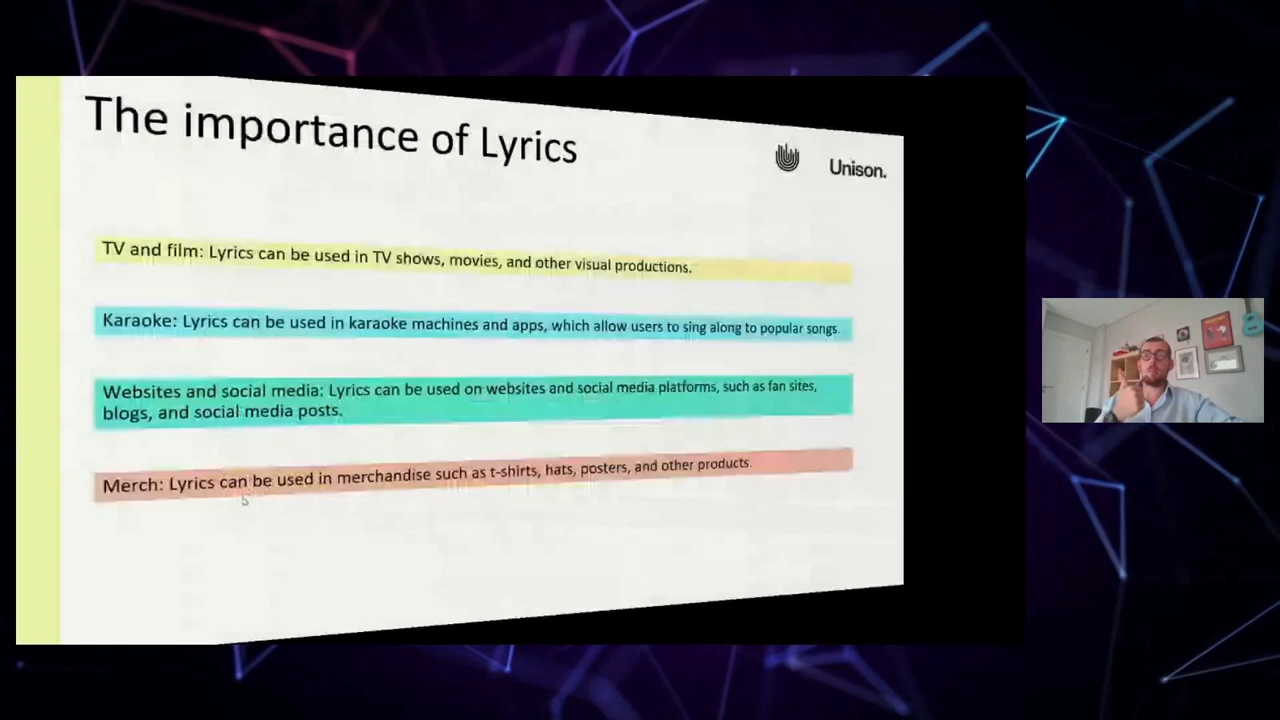 The importance of Lyrics
Unison.
TV and film: Lyrics can be used in TV shows, movies, and other visual productions.
Karaoke: Lyrics can be used in karaoke machines and apps, which allow users to sing along to popular songs.
Websites and social media: Lyrics can be used on websites and social media platforms, such as fan sites,
blogs, and social media posts.
Merch: Lyrics can be used in merchandise such as t-shirts, hats, posters, and other products.